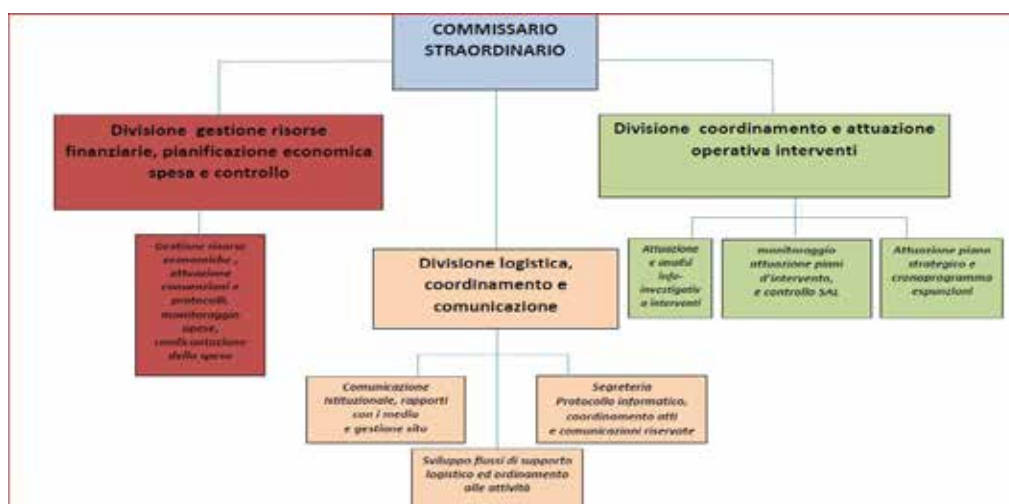 COMMISSARIO
STRAORDINARIO
Divisione gestione risorse
finanziarie, pianificazione economica
spesa e controllo
Divisione coordinamento e attuazione
operativa interventi
Gestione risorse
economiche,
attuazione
convenzioni e
protocolli,
monitoraggio
spese,
rendicontazione
della spesa
Divisione logistica,
coordinamento e
comunicazione
Attuazione
e analisi
info-
investigativ
a interventi
monitoraggio
attuazione piani
d'intervento,
e controllo SAL
Attuazione piano
strategico e
cronoprogramma
espunzioni
Comunicazione
istituzionale, rapporti
con i media
e gestione sito
Segreteria
Protocollo informatico,
coordinamento atti
e comunicazioni riservate
Sviluppo flussi di supporto
logistico ed ordinamento
alle attività